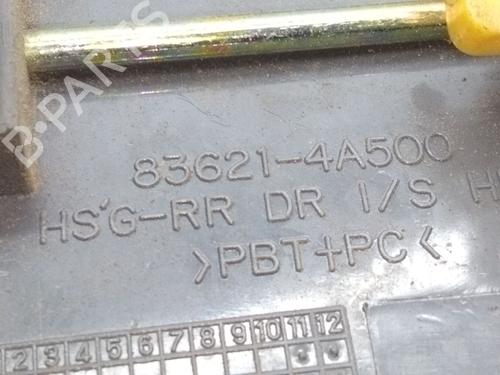 83621-4A500
HS'G-RR DR I/S H
>PBT+PC<
2 3 4 5 6 7 8 9 10 11 12
B-PARTS
B-PARTS